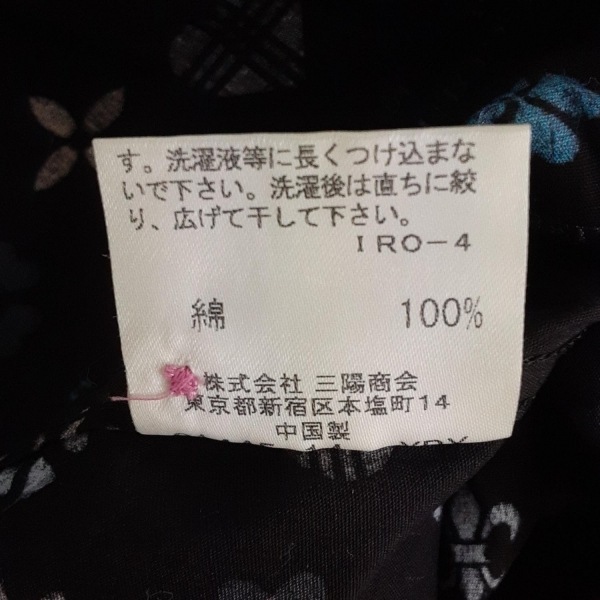 す。洗濯液等に長くつけ込まな
いで下さい。洗濯後は直ちに絞
り、広げて干して下さい。
IRO-4
綿 100%
株式会社 三陽商会
東京都新宿区本塩町14
中国製